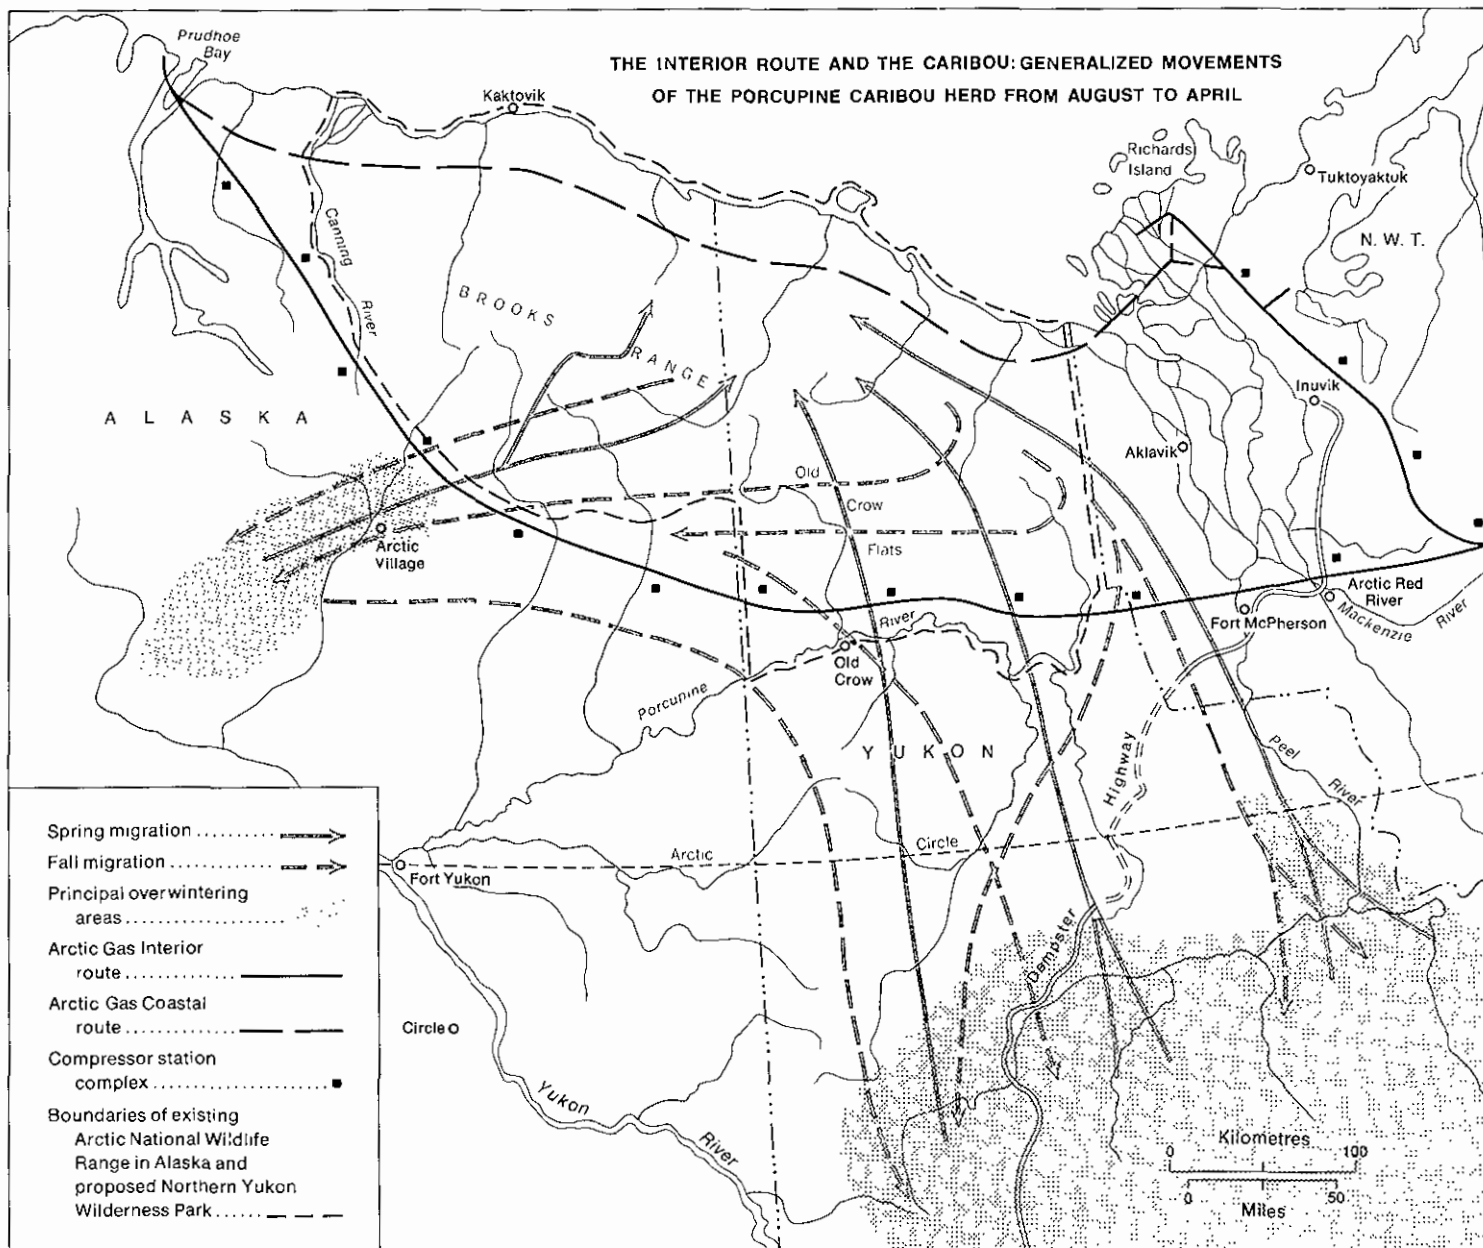 Prudhoe
Bay
THE INTERIOR ROUTE AND THE CARIBOU: GENERALIZED MOVEMENTS
OF THE PORCUPINE CARIBOU HERD FROM AUGUST TO APRIL
Kaktovik
Richards
Island
Tuktoyaktuk
N. W. T.
Canning
River
BROOKS
RANGE
ALASKA
Inuvik
Aklavik
Old
Crow
Flats
Arctic
Village
Arctic Red
River
Fort McPherson
Mackenzie
River
River
Old
Crow
Porcupine
YUKON
Highway
Peel
River
Arctic
Circle
Fort Yukon
Dempster
Circle
Yukon
River
Spring migration
Fall migration
Principal overwintering
areas
Arctic Gas Interior
route
Arctic Gas Coastal
route
Compressor station
complex
Boundaries of existing
Arctic National Wildlife
Range in Alaska and
proposed Northern Yukon
Wilderness Park
Kilometres
0 100
0 50
Miles